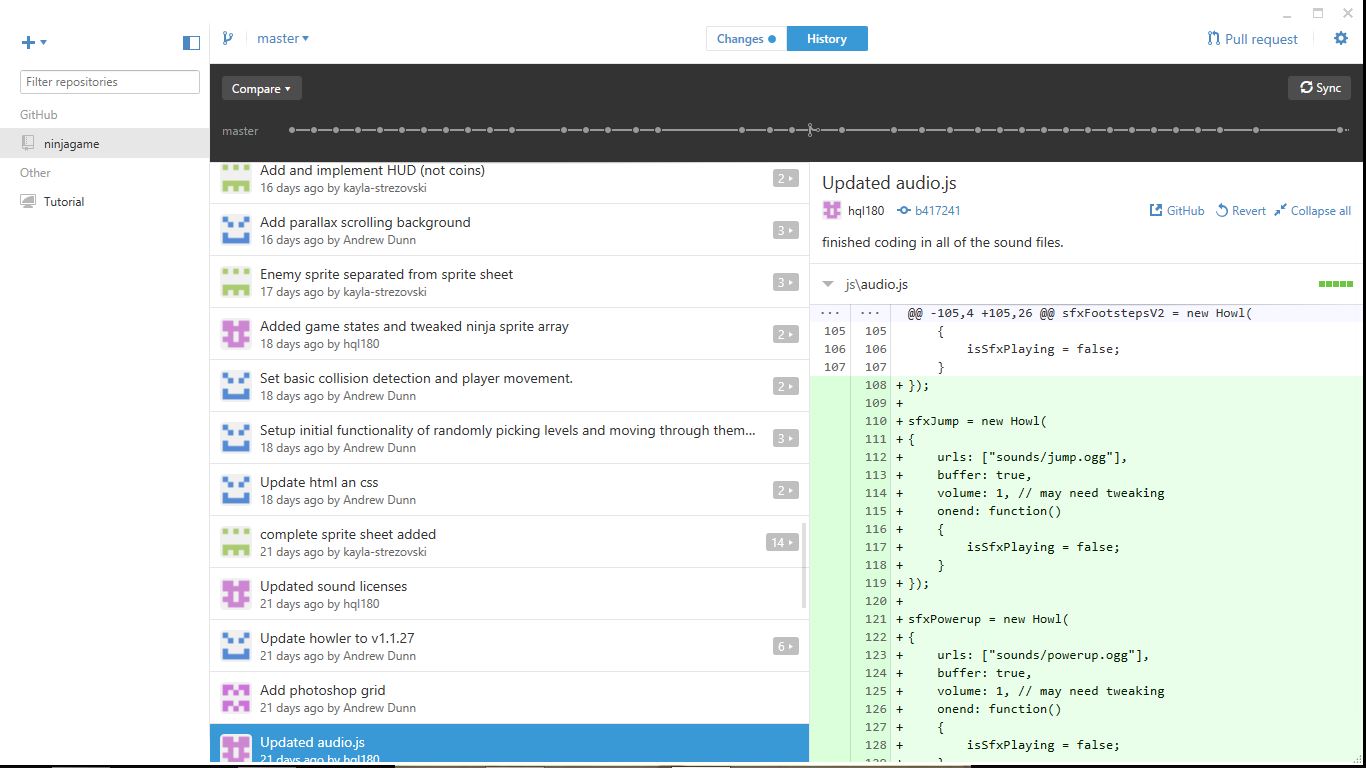 master
Changes
History
Pull request
Filter repositories
GitHub
ninjagame
Other
Tutorial
Compare
Sync
master
Add and implement HUD (not coins)
16 days ago by kayla-strezovski
2
Add parallax scrolling background
16 days ago by Andrew Dunn
3
Enemy sprite separated from sprite sheet
17 days ago by kayla-strezovski
3
Added game states and tweaked ninja sprite array
18 days ago by hql180
2
Set basic collision detection and player movement.
18 days ago by Andrew Dunn
2
Setup initial functionality of randomly picking levels and moving through them...
18 days ago by Andrew Dunn
3
Update html an css
18 days ago by Andrew Dunn
2
complete sprite sheet added
21 days ago by kayla-strezovski
14
Updated sound licenses
21 days ago by hql180
Update howler to v1.1.27
21 days ago by Andrew Dunn
6
Add photoshop grid
21 days ago by Andrew Dunn
Updated audio.js
21 days ago by hql180
Updated audio.js
hql180 b417241 GitHub Revert Collapse all
finished coding in all of the sound files.
js\audio.js
... ... @@ -105,4 +105,26 @@ sfxFootstepsV2 = new Howl(
105 105 {
106 106 isSfxPlaying = false;
107 107 }
108 + });
109 +
110 + sfxJump = new Howl(
111 + {
112 + urls: ["sounds/jump.ogg"],
113 + buffer: true,
114 + volume: 1, // may need tweaking
115 + onend: function()
116 + {
117 + isSfxPlaying = false;
118 + }
119 + });
120 +
121 + sfxPowerup = new Howl(
122 + {
123 + urls: ["sounds/powerup.ogg"],
124 + buffer: true,
125 + volume: 1, // may need tweaking
126 + onend: function()
127 + {
128 + isSfxPlaying = false;